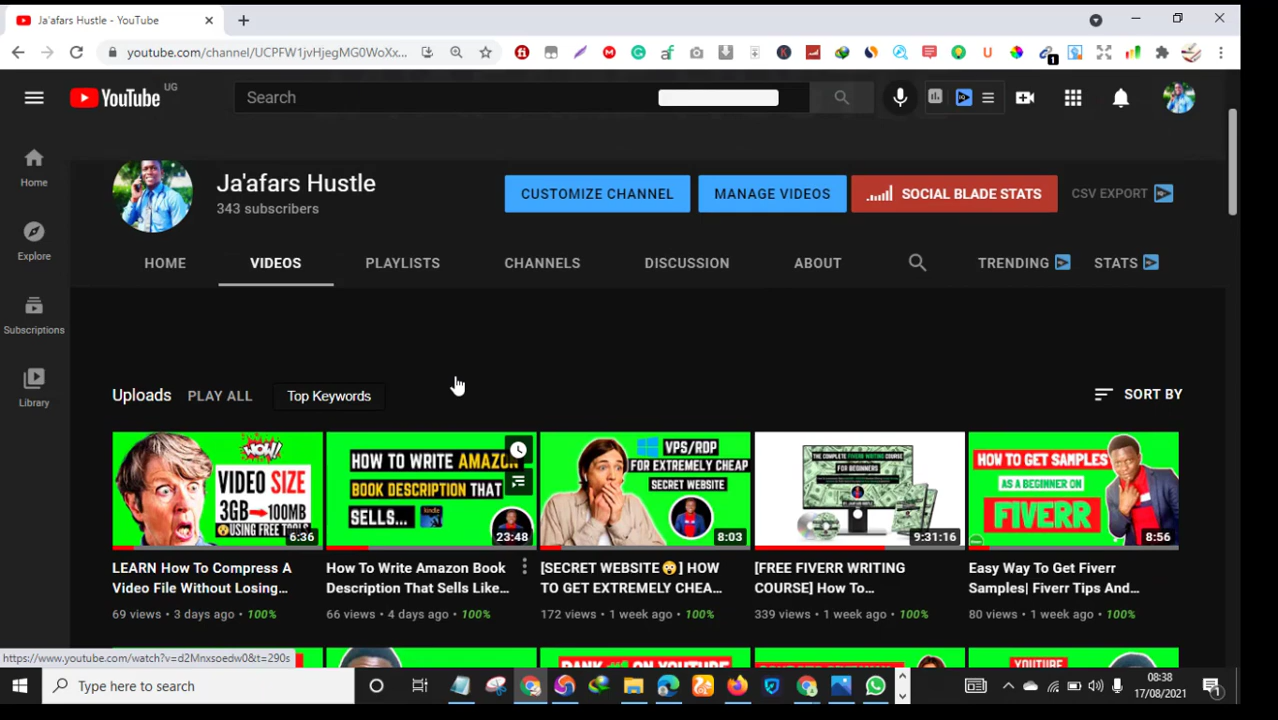 Ja'afars Hustle - YouTube
youtube.com/channel/UCPFW1jvHjegMG0WoXx...
1
YouTube UG
Search
Ja'afars Hustle
343 subscribers
CUSTOMIZE CHANNEL
MANAGE VIDEOS
SOCIAL BLADE STATS
CSV EXPORT
HOME
VIDEOS
PLAYLISTS
CHANNELS
DISCUSSION
ABOUT
TRENDING
STATS
Home
Explore
Subscriptions
Library
Uploads
PLAY ALL
Top Keywords
SORT BY
WOW!
VIDEO SIZE
3GB→100MB
USING FREE TOOLS
6:36
LEARN How To Compress A
Video File Without Losing...
69 views • 3 days ago • 100%
HOW TO WRITE AMAZON
BOOK DESCRIPTION THAT
SELLS...
kindle
23:48
How To Write Amazon Book
Description That Sells Like...
66 views • 4 days ago • 100%
VPS/RDP
FOR EXTREMELY CHEAP
SECRET WEBSITE
8:03
[SECRET WEBSITE😳] HOW
TO GET EXTREMELY CHEA...
172 views • 1 week ago • 100%
THE COMPLETE FIVERR WRITING
COURSE
FOR BEGINNERS
9:31:16
[FREE FIVERR WRITING
COURSE] How To...
339 views • 1 week ago • 100%
HOW TO GET SAMPLES
AS A BEGINNER ON
FIVERR
8:56
Easy Way To Get Fiverr
Samples| Fiverr Tips And...
80 views • 1 week ago • 100%
https://www.youtube.com/watch?v=d2Mnxsoedw0&t=290s
Type here to search
08:38
17/08/2021
1